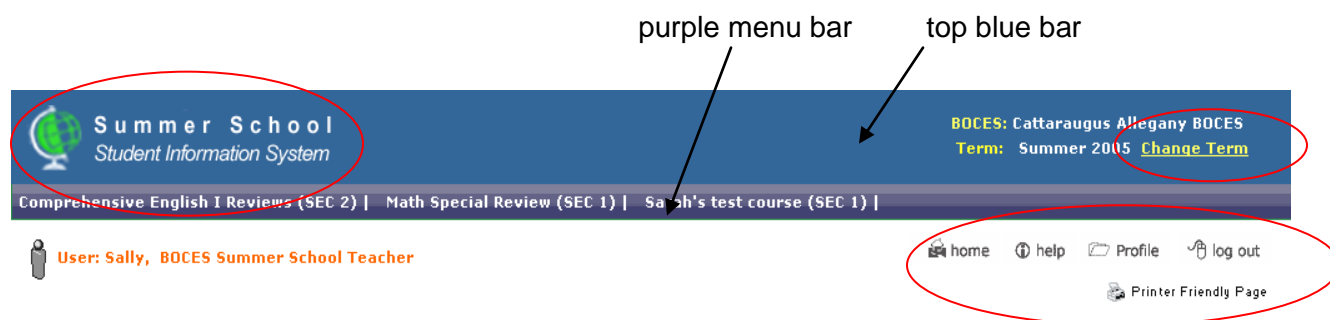 purple menu bar top blue bar
Summer School
Student Information System
BOCES: Cattaraugus Allegany BOCES
Term: Summer 2005 Change Term
Comprehensive English I Reviews (SEC 2) | Math Special Review (SEC 1) | Sarah's test course (SEC 1) |
User: Sally, BOCES Summer School Teacher
home help Profile log out
Printer Friendly Page